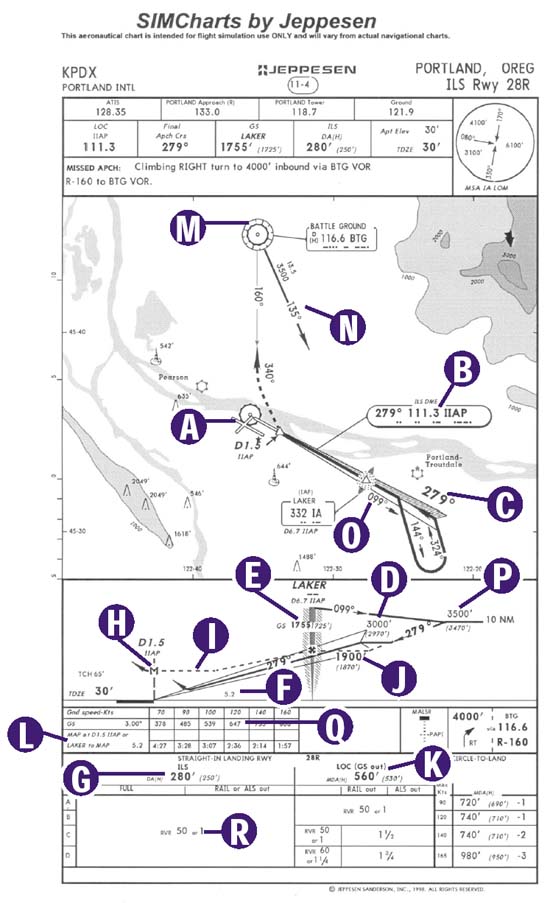 SIMCharts by Jeppesen
This aeronautical chart is intended for flight simulation use ONLY and will vary from actual navigational charts.
KPDX JEPPESEN PORTLAND, OREG
PORTLAND INTL 11-4 ILS Rwy 28R
ATIS PORTLAND Approach (R) PORTLAND Tower Ground
128.35 133.0 118.7 121.9
LOC Final GS ILS
IIAP Apch Crs LAKER DA(H) Apt Elev 30'
111.3 279° 1755' (1725') 280' (250') TDZE 30'
MISSED APCH: Climbing RIGHT turn to 4000' inbound via BTG VOR
R-160 to BTG VOR.
4100' 170°
080° 6100'
3100' 350°
MSA IA LOM
M
BATTLE GROUND
D
(H) 116.6 BTG
2000
2000
3000
1000
13.5
3500
135°
N
160°
340°
10
45-40
542'
Pearson
635'
5
B
ILS DME
279° 111.3 IIAP
A
D1.5
IIAP
644'
Portland-
Troutdale
279°
C
(IAF)
LAKER
332 IA
D6.7 IIAP
O
099°
144°
324°
2049'
2049'
546'
1000
1618'
0
45-30
5
1488'
122-40 122-30 122-20
E
LAKER
D6.7 IIAP
D
P
GS 1755'(1725')
099°
3500'
(3470')
10 NM
3000'
(2970')
H
D1.5
IIAP
I
M
279°
279°
1900'
(1870')
J
TCH 65'
TDZE 30'
5.2
F
Gnd speed-Kts 70 90 100 120 140 160
GS 3.00° 378 485 539 647
Q
L
MAP at D1.5 IIAP or
LAKER to MAP 5.2 4:27 3:28 3:07 2:36 2:14 1:57
MALSR
PAPI
4000'
RT
via
BTG
116.6
R-160
STRAIGHT-IN LANDING RWY 28R
ILS LOC (GS out) K CIRCLE-TO-LAND
G DA(H) 280' (250') MDA(H) 560' (530')
FULL RAIL or ALS out RAIL out ALS out
Max
Kts MDA(H)
A 90 720' (690') -1
RVR 50 or 1
B 120 740' (710') -1
RVR 50 or 1 R
C RVR 50
or 1 1 1/2 140 740' (710') -2
D RVR 60
or 1 1/4 1 3/4 165 980' (950') -3
© JEPPESEN SANDERSON, INC., 1998. ALL RIGHTS RESERVED.